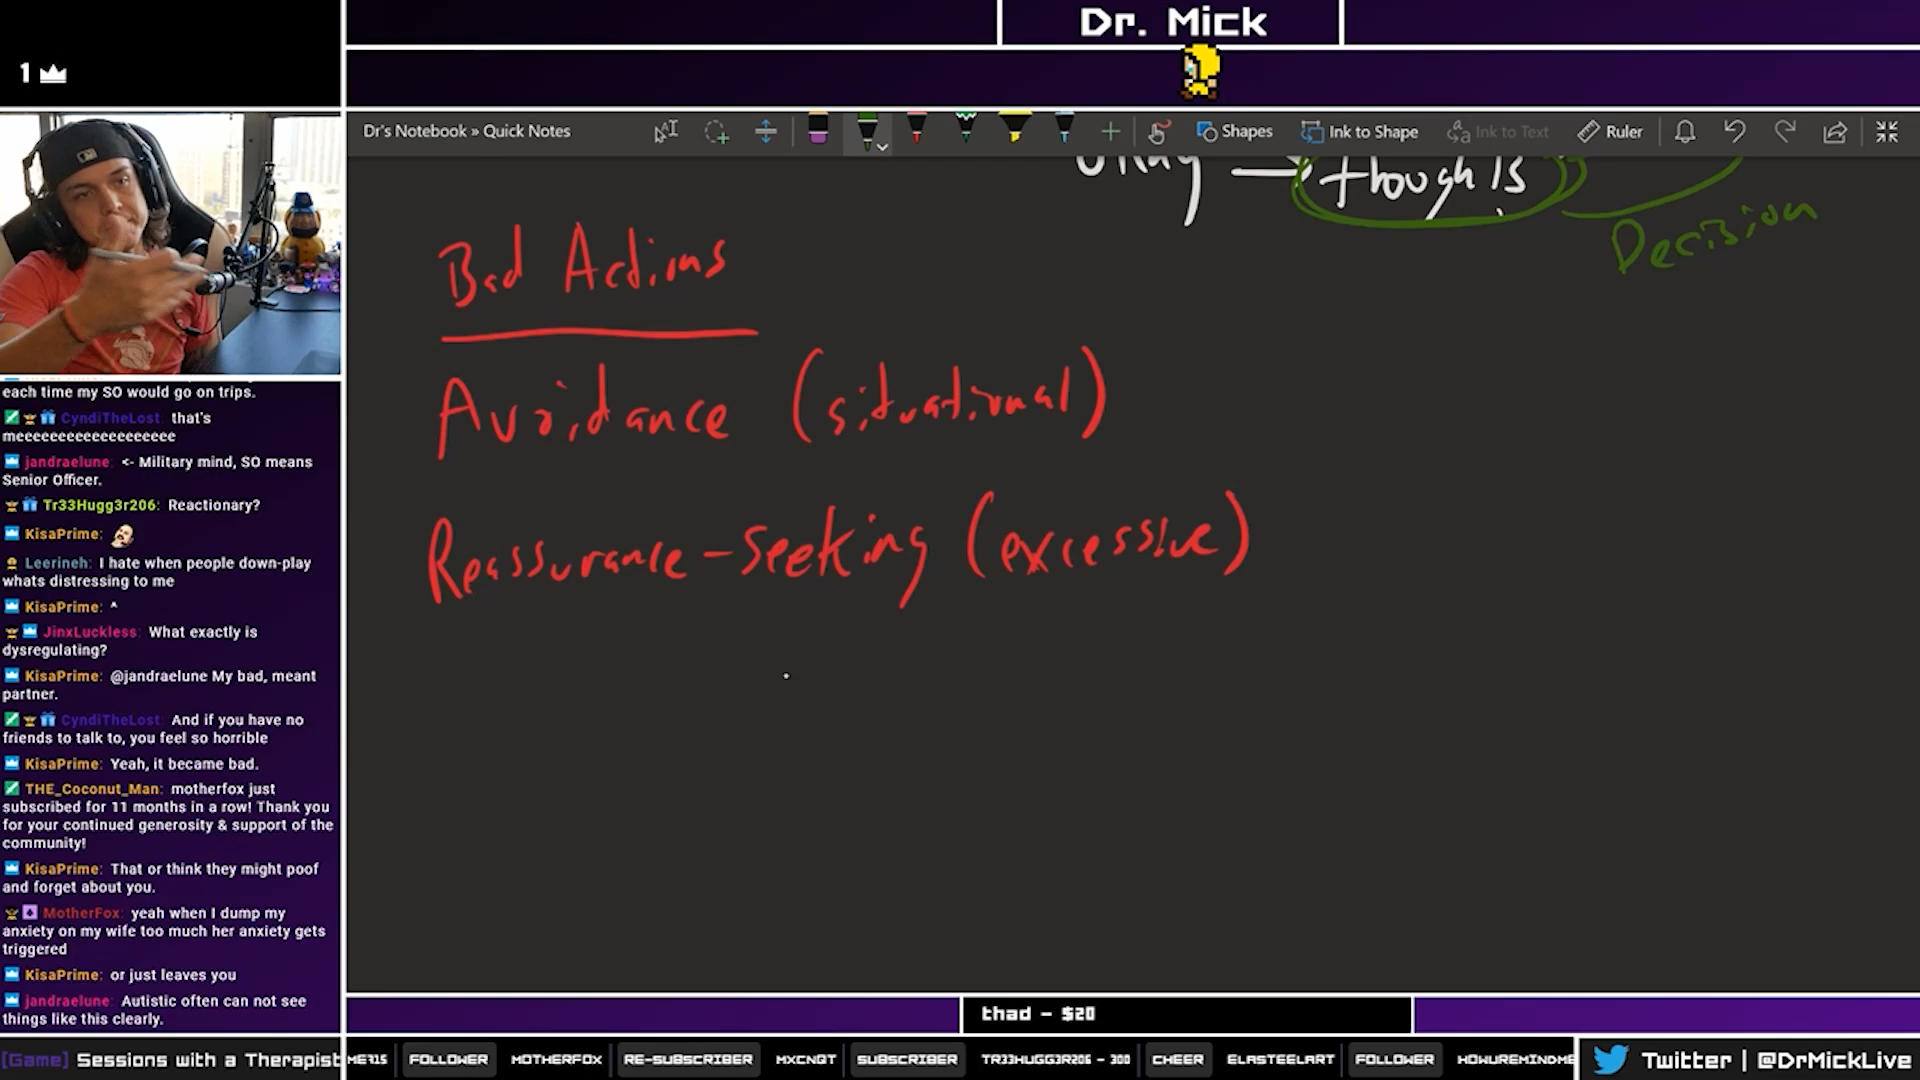 Dr. Mick
1
Dr's Notebook » Quick Notes
Shapes
Ink to Shape
Ink to Text
Ruler
okay → thoughts
Decision
Bad Actions
Avoidance (situational)
Reassurance-seeking (excessive)
each time my SO would go on trips.
CyndiTheLost: that's
meeeeeeeeeeeeeeeeeee
jandraelune: <- Military mind, SO means
Senior Officer.
Tr33Hugg3r206: Reactionary?
KisaPrime:
Leerineh: I hate when people down-play
whats distressing to me
KisaPrime: ^
JinxLuckless: What exactly is
dysregulating?
KisaPrime: @jandraelune My bad, meant
partner.
CyndiTheLost: And if you have no
friends to talk to, you feel so horrible
KisaPrime: Yeah, it became bad.
THE_Coconut_Man: motherfox just
subscribed for 11 months in a row! Thank you
for your continued generosity & support of the
community!
KisaPrime: That or think they might poof
and forget about you.
MotherFox: yeah when I dump my
anxiety on my wife too much her anxiety gets
triggered
KisaPrime: or just leaves you
jandraelune: Autistic often can not see
things like this clearly.
thad - $20
[Game] Sessions with a Therapist
ME715 FOLLOWER MOTHERFOX RE-SUBSCRIBER MXCNQT SUBSCRIBER TR33HUGG3R206 - 300 CHEER ELASTEELART FOLLOWER HOWUREMINDME
Twitter | @DrMickLive